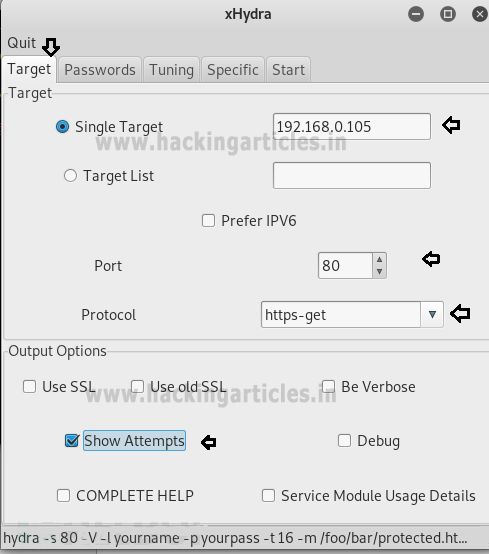 xHydra
Quit
Target Passwords Tuning Specific Start
Target
Single Target 192.168.0.105
www.hackingarticles.in
Target List
Prefer IPV6
Port 80
Protocol https-get
Output Options
Use SSL Use old SSL Be Verbose
www.hackingarticles.in
Show Attempts Debug
COMPLETE HELP Service Module Usage Details
hydra -s 80 -V -l yourname -p yourpass -t 16 -m /foo/bar/protected.ht...